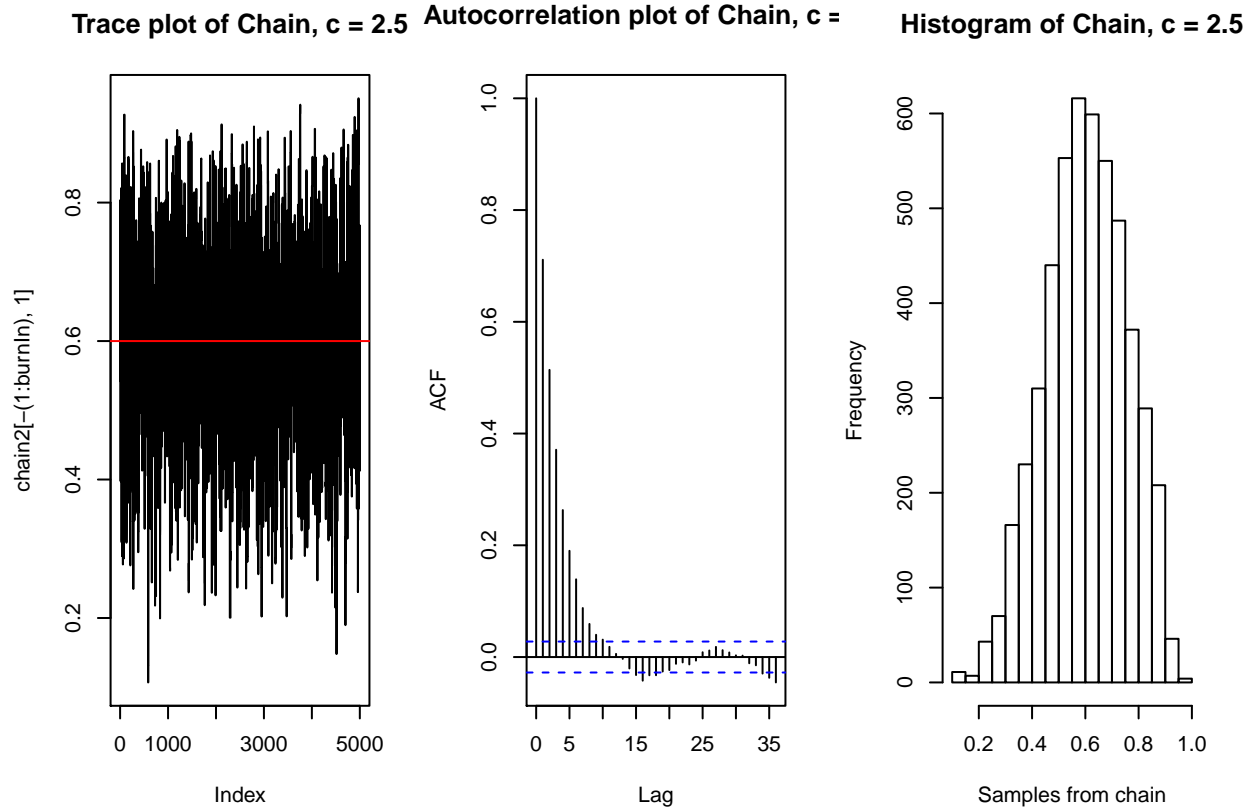 Trace plot of Chain, c = 2.5
chain2[−(1:burnIn), 1]
0.8
0.6
0.4
0.2
0 1000 3000 5000
Index
Autocorrelation plot of Chain, c =
ACF
1.0
0.8
0.6
0.4
0.2
0.0
0 5 15 25 35
Lag
Histogram of Chain, c = 2.5
Frequency
600
500
400
300
200
100
0
0.2 0.4 0.6 0.8 1.0
Samples from chain